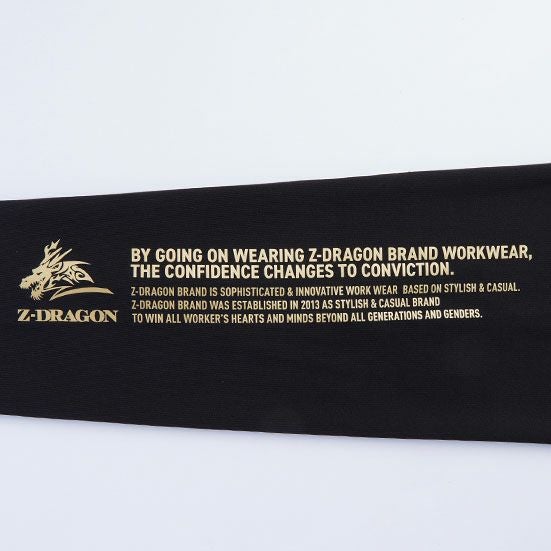 Z-DRAGON
BY GOING ON WEARING Z-DRAGON BRAND WORKWEAR,
THE CONFIDENCE CHANGES TO CONVICTION.
Z-DRAGON BRAND IS SOPHISTICATED & INNOVATIVE WORK WEAR BASED ON STYLISH & CASUAL.
Z-DRAGON BRAND WAS ESTABLISHED IN 2013 AS STYLISH & CASUAL BRAND
TO WIN ALL WORKER'S HEARTS AND MINDS BEYOND ALL GENERATIONS AND GENDERS.